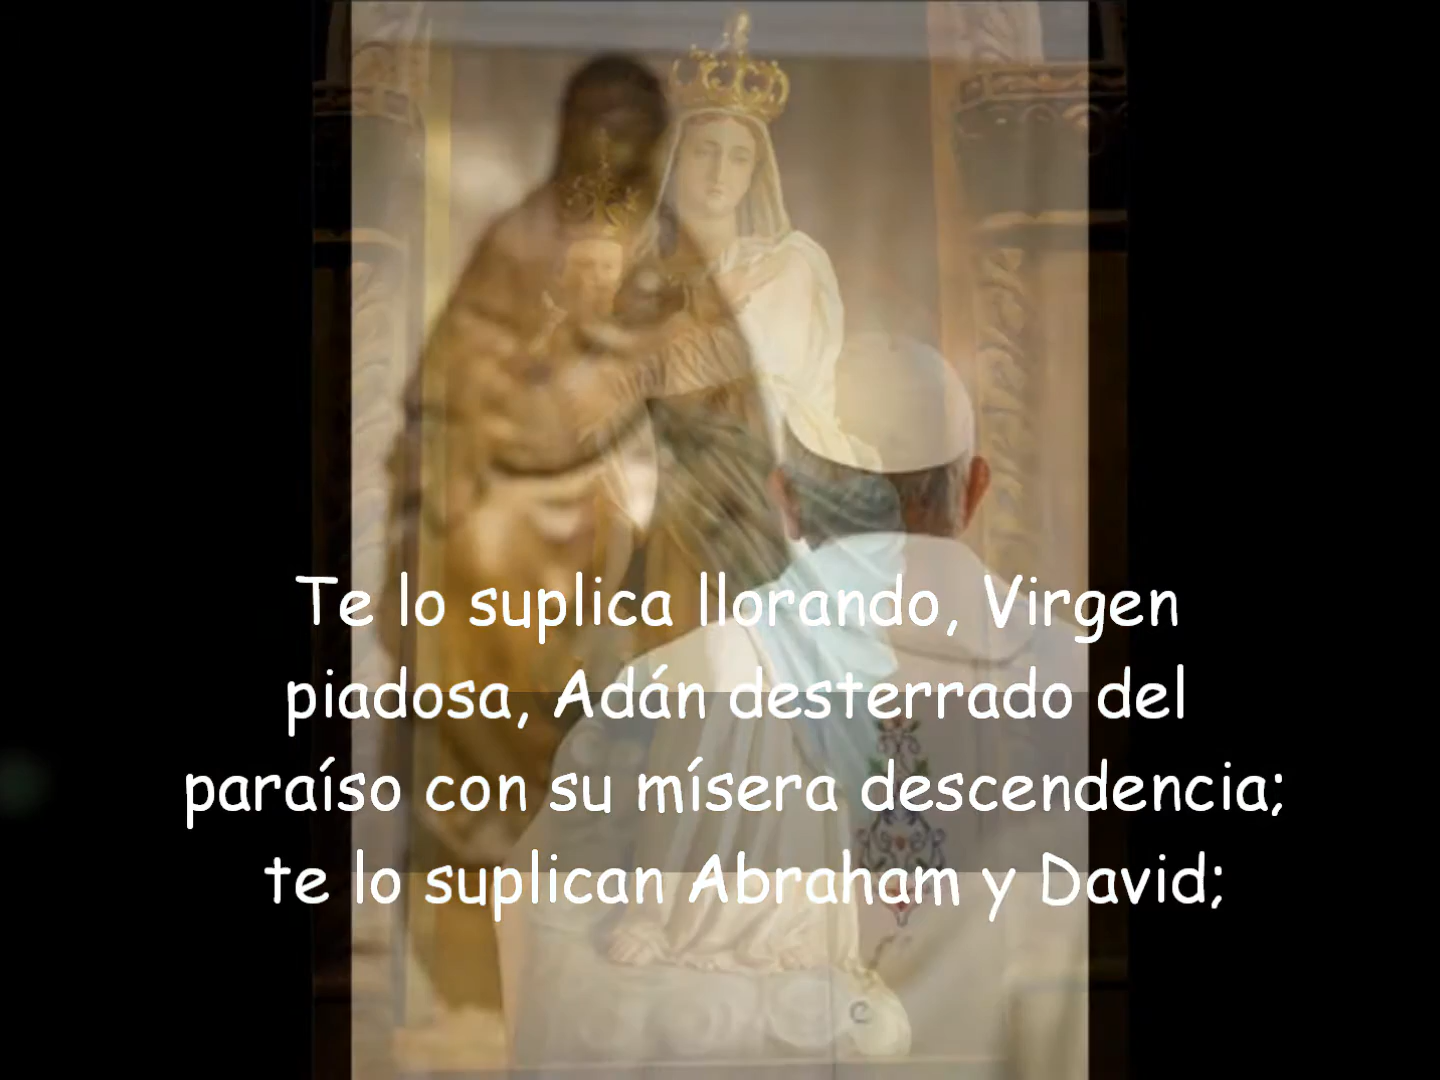 Te lo suplica llorando, Virgen
piadosa, Adán desterrado del
paraíso con su mísera descendencia;
te lo suplican Abraham y David;